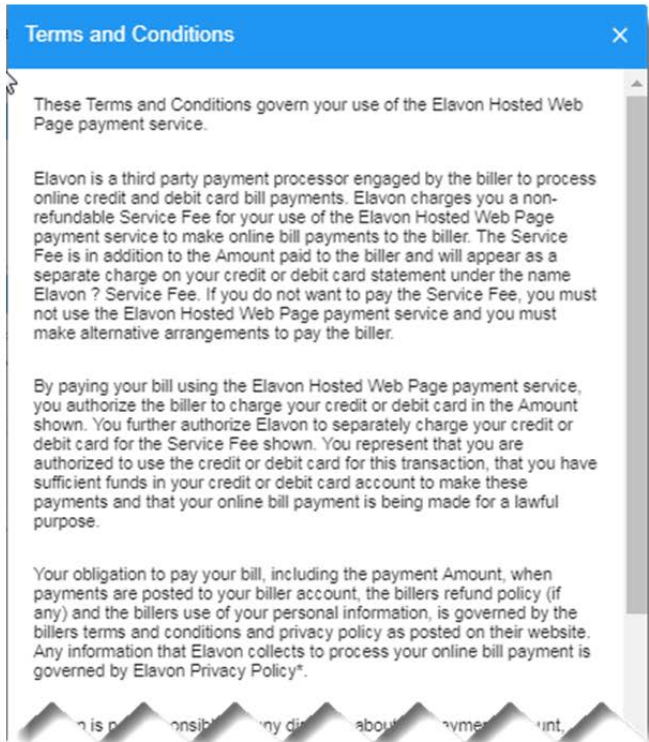 Terms and Conditions
These Terms and Conditions govern your use of the Elavon Hosted Web
Page payment service.
Elavon is a third party payment processor engaged by the biller to process
online credit and debit card bill payments. Elavon charges you a non-
refundable Service Fee for your use of the Elavon Hosted Web Page
payment service to make online bill payments to the biller. The Service
Fee is in addition to the Amount paid to the biller and will appear as a
separate charge on your credit or debit card statement under the name
Elavon ? Service Fee. If you do not want to pay the Service Fee, you must
not use the Elavon Hosted Web Page payment service and you must
make alternative arrangements to pay the biller.
By paying your bill using the Elavon Hosted Web Page payment service,
you authorize the biller to charge your credit or debit card in the Amount
shown. You further authorize Elavon to separately charge your credit or
debit card for the Service Fee shown. You represent that you are
authorized to use the credit or debit card for this transaction, that you have
sufficient funds in your credit or debit card account to make these
payments and that your online bill payment is being made for a lawful
purpose.
Your obligation to pay your bill, including the payment Amount, when
payments are posted to your biller account, the billers refund policy (if
any) and the billers use of your personal information, is governed by the
billers terms and conditions and privacy policy as posted on their website.
Any information that Elavon collects to process your online bill payment is
governed by Elavon Privacy Policy*.
is